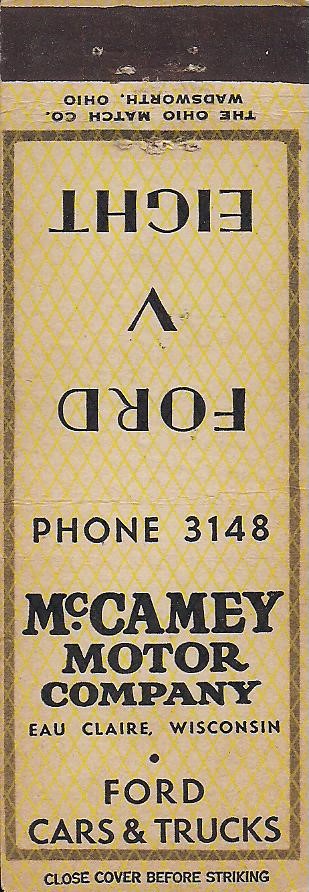 THE OHIO MATCH CO.
WADSWORTH, OHIO
FORD
V
EIGHT
PHONE 3148
McCAMEY
MOTOR
COMPANY
EAU CLAIRE, WISCONSIN
•
FORD
CARS & TRUCKS
CLOSE COVER BEFORE STRIKING